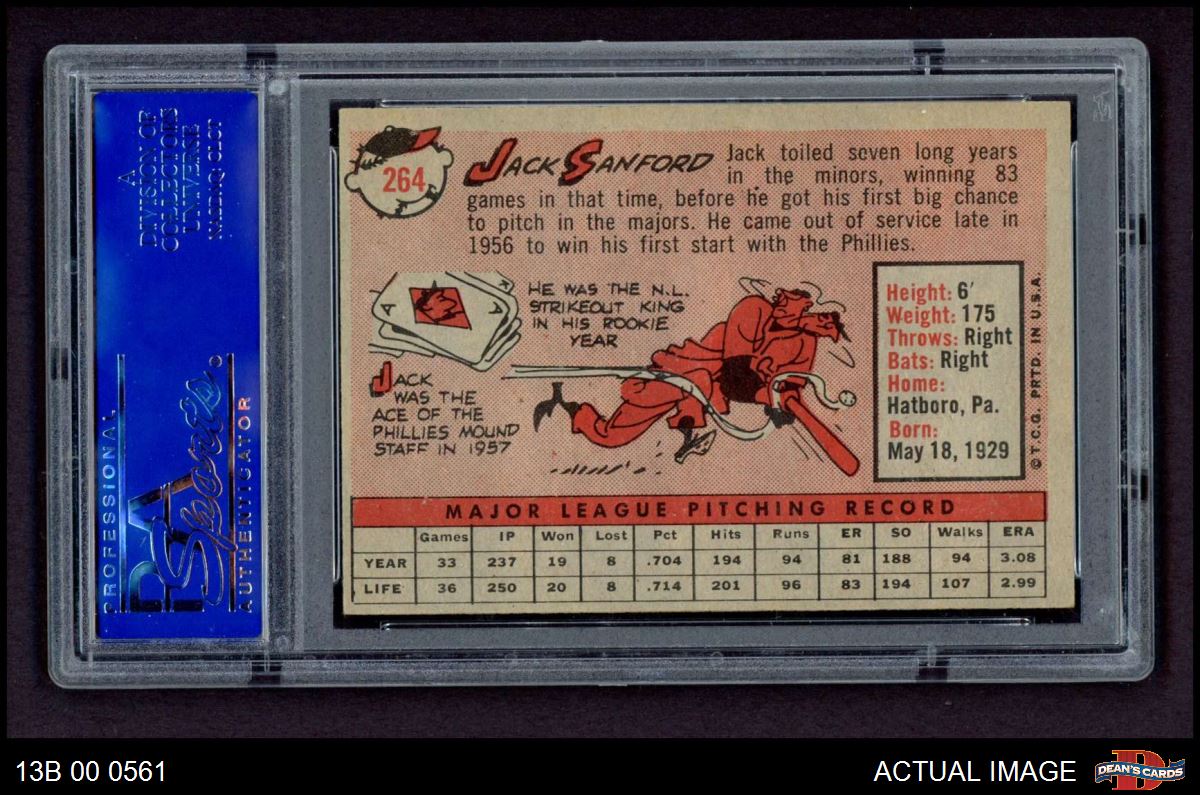 A
DIVISION OF
COLLECTORS
UNIVERSE
NASDAQ: CLCT
PROFESSIONAL
PSA
Sports
AUTHENTICATOR
264
JACK SANFORD
Jack toiled seven long years
in the minors, winning 83
games in that time, before he got his first big chance
to pitch in the majors. He came out of service late in
1956 to win his first start with the Phillies.
A
K
A
HE WAS THE N.L.
STRIKEOUT KING
IN HIS ROOKIE
YEAR
JACK
WAS THE
ACE OF THE
PHILLIES MOUND
STAFF IN 1957
Height: 6'
Weight: 175
Throws: Right
Bats: Right
Home:
Hatboro, Pa.
Born:
May 18, 1929
© T.C.G. PRTD. IN U.S.A.
MAJOR LEAGUE PITCHING RECORD
Games IP Won Lost Pct Hits Runs ER SO Walks ERA
YEAR 33 237 19 8 .704 194 94 81 188 94 3.08
LIFE 36 250 20 8 .714 201 96 83 194 107 2.99
13B 00 0561
ACTUAL IMAGE
DEAN'S CARDS